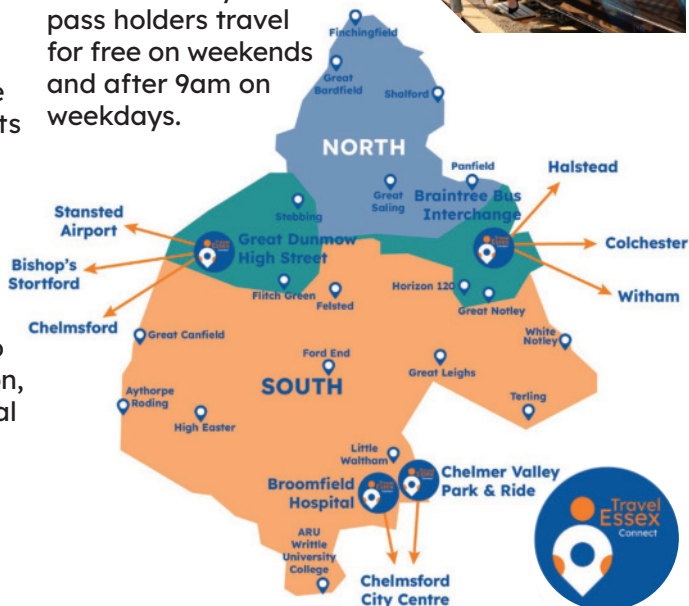 pass holders travel
for free on weekends
and after 9am on
weekdays.
Finchingfield
Great
Bardfield
Shalford
NORTH
Panfield
Halstead
Great
Saling
Braintree Bus
Interchange
Stebbing
Stansted
Airport
Great Dunmow
High Street
Colchester
Bishop's
Stortford
Horizon 120
Witham
Flitch Green
Felsted
Great Notley
Chelmsford
Great Canfield
White
Notley
Ford End
Great Leighs
SOUTH
Aythorpe
Roding
High Easter
Terling
Little
Waltham
Broomfield
Hospital
Chelmer Valley
Park & Ride
ARU
Writtle
University
College
Chelmsford
City Centre
Travel
Essex
Connect